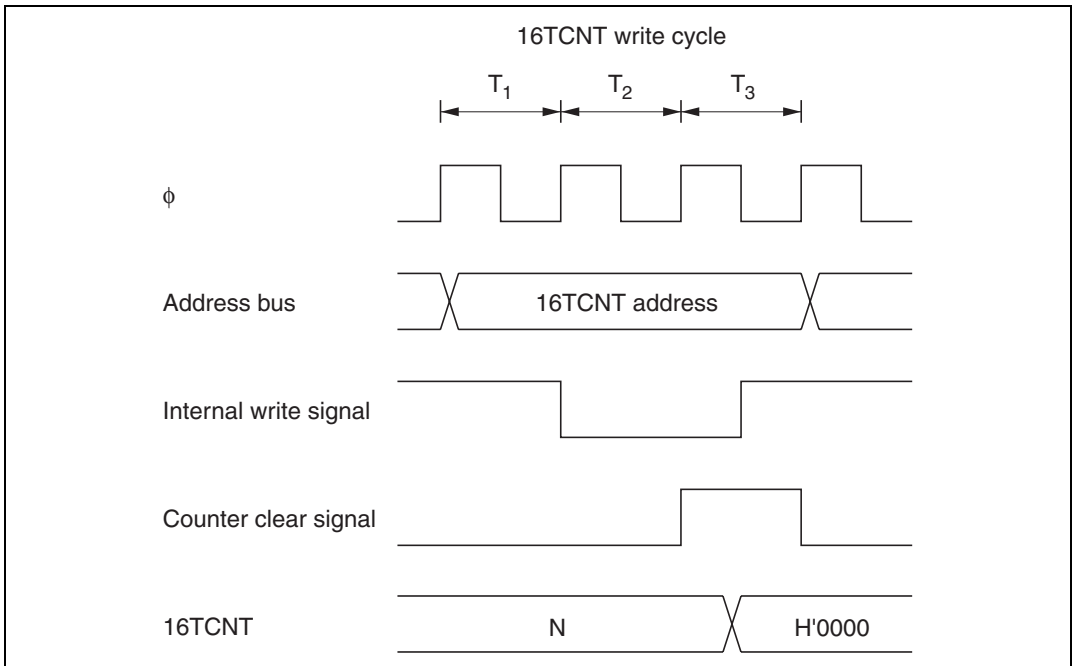 16TCNT write cycle
T1 T2 T3
φ
Address bus 16TCNT address
Internal write signal
Counter clear signal
16TCNT N H'0000